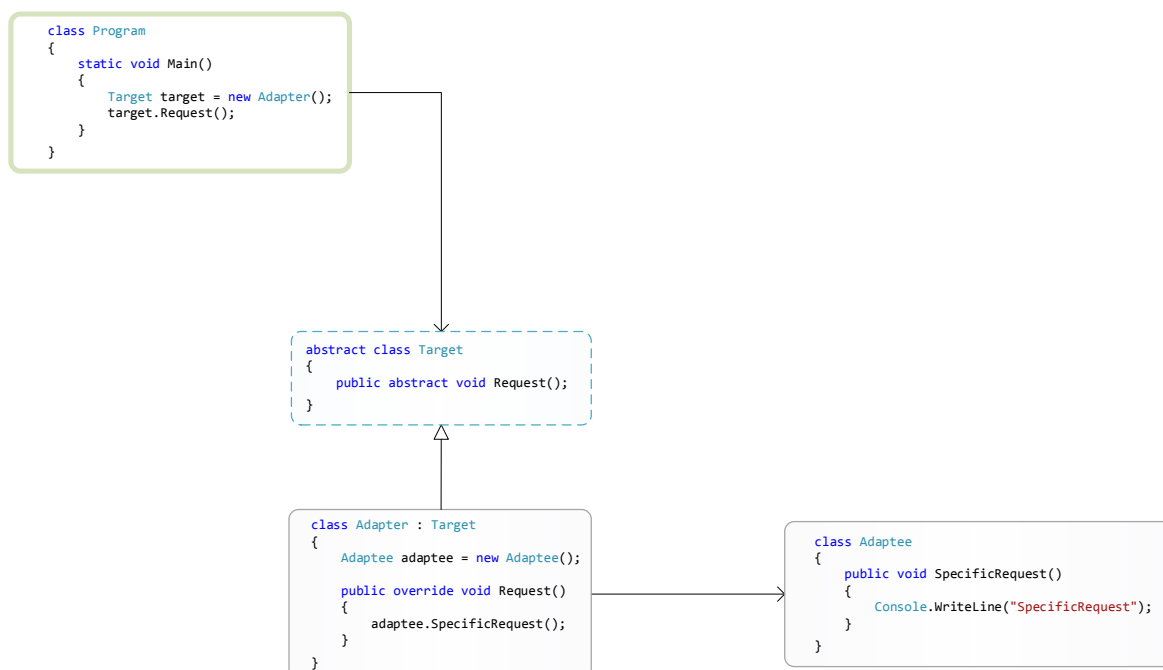 class Program
{
    static void Main()
    {
        Target target = new Adapter();
        target.Request();
    }
}
abstract class Target
{
    public abstract void Request();
}
class Adapter : Target
{
    Adaptee adaptee = new Adaptee();
    public override void Request()
    {
        adaptee.SpecificRequest();
    }
}
class Adaptee
{
    public void SpecificRequest()
    {
        Console.WriteLine("SpecificRequest");
    }
}